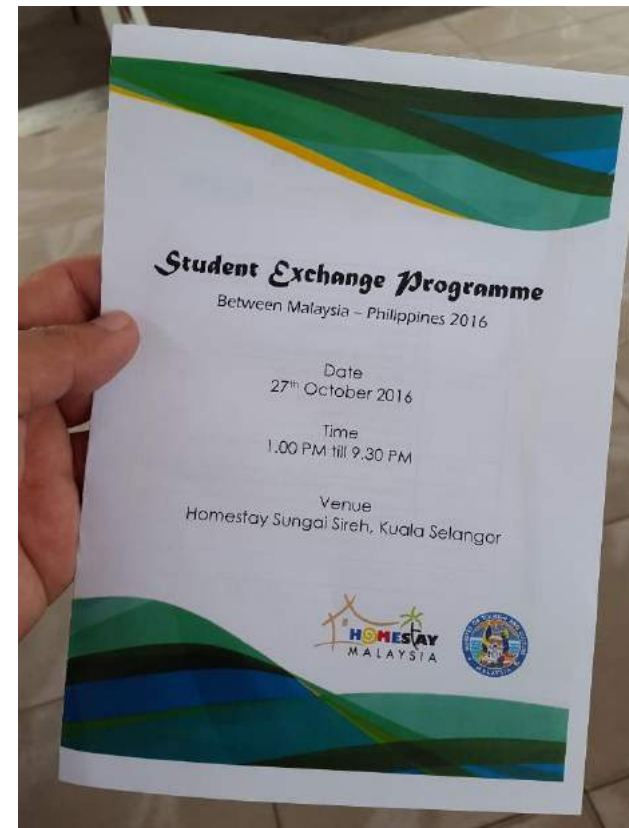 Student Exchange Programme
Between Malaysia – Philippines 2016
Date
27th October 2016
Time
1.00 PM till 9.30 PM
Venue
Homestay Sungai Sireh, Kuala Selangor
HOMESTAY
MALAYSIA
MALAYSIA